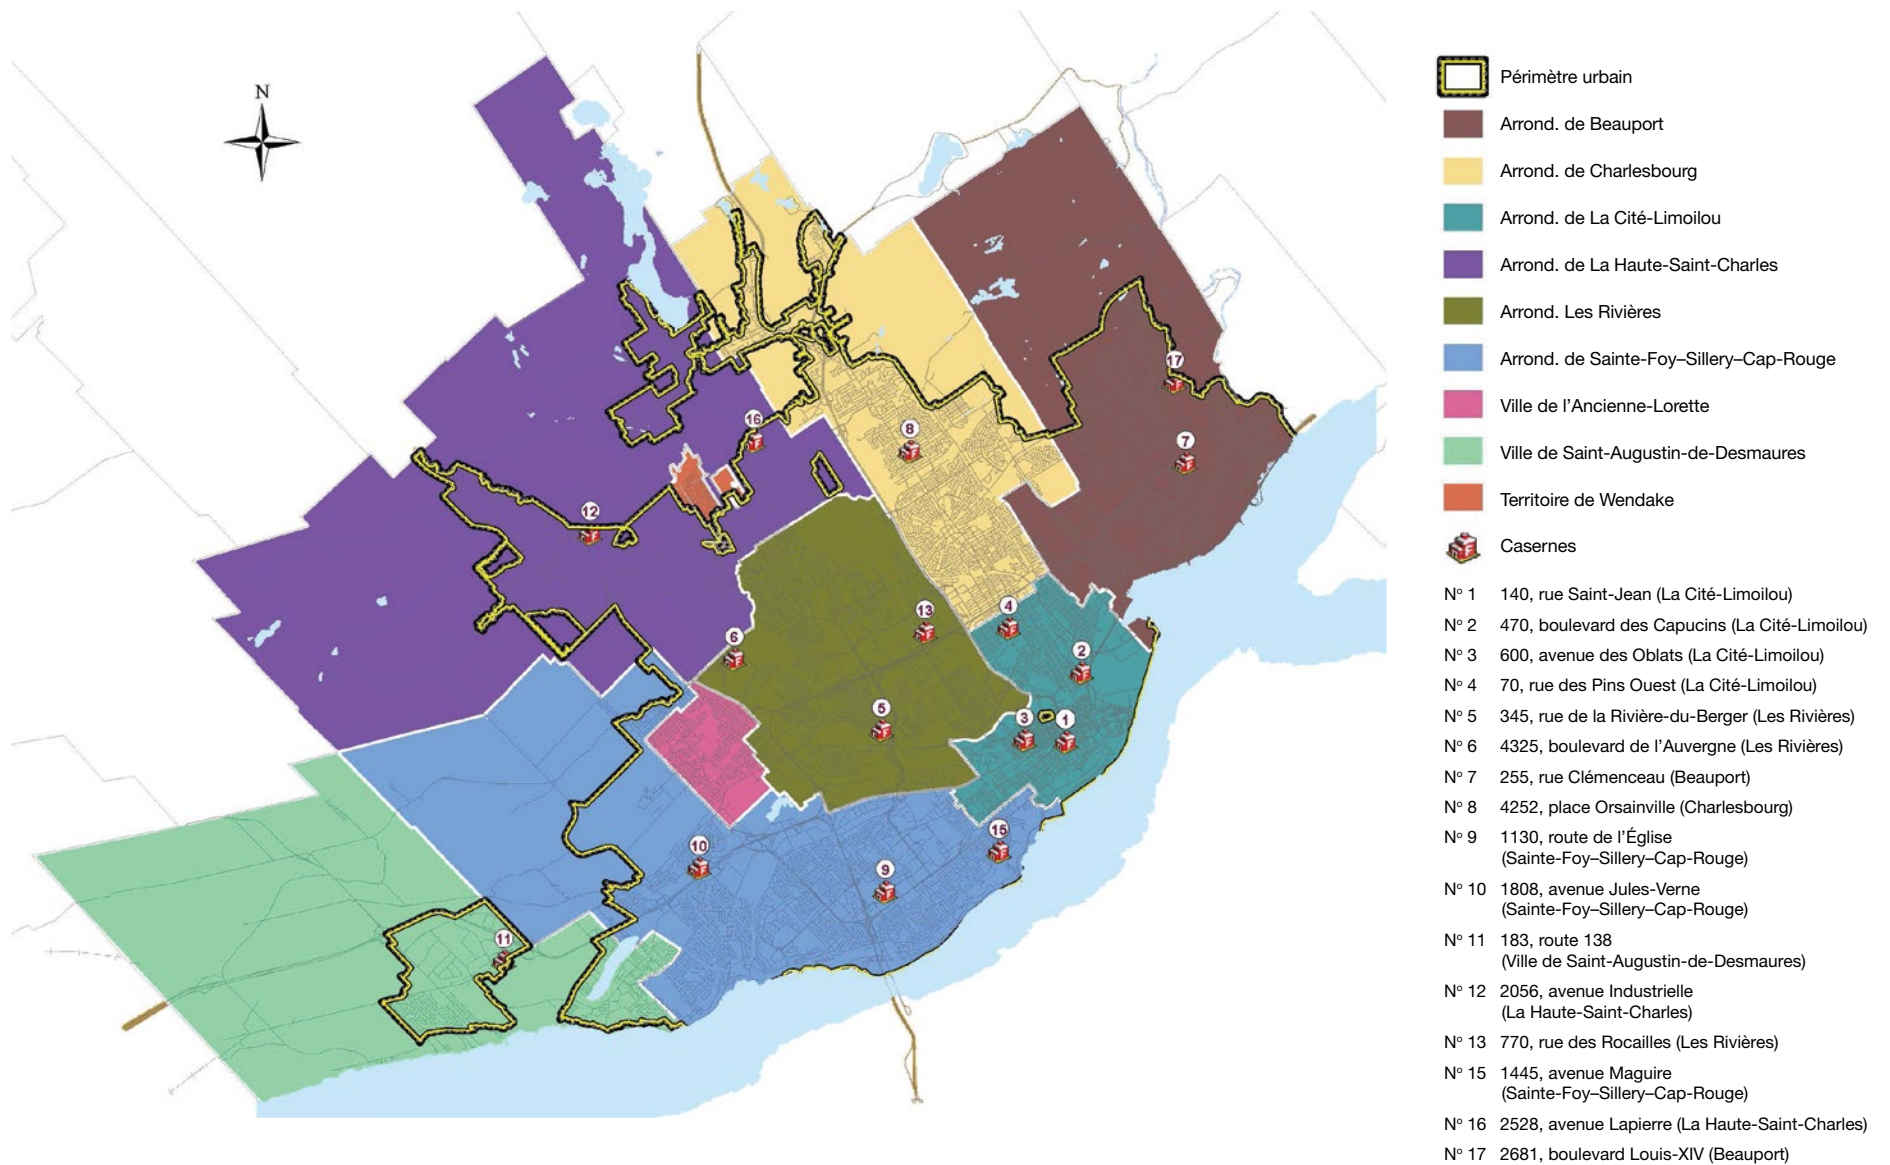 N
16
8
17
7
12
13
4
6
2
5
3
1
10
9
15
11
Périmètre urbain
Arrond. de Beauport
Arrond. de Charlesbourg
Arrond. de La Cité-Limoilou
Arrond. de La Haute-Saint-Charles
Arrond. Les Rivières
Arrond. de Sainte-Foy–Sillery–Cap-Rouge
Ville de l’Ancienne-Lorette
Ville de Saint-Augustin-de-Desmaures
Territoire de Wendake
Casernes
Nº 1 140, rue Saint-Jean (La Cité-Limoilou)
Nº 2 470, boulevard des Capucins (La Cité-Limoilou)
Nº 3 600, avenue des Oblats (La Cité-Limoilou)
Nº 4 70, rue des Pins Ouest (La Cité-Limoilou)
Nº 5 345, rue de la Rivière-du-Berger (Les Rivières)
Nº 6 4325, boulevard de l’Auvergne (Les Rivières)
Nº 7 255, rue Clémenceau (Beauport)
Nº 8 4252, place Orsainville (Charlesbourg)
Nº 9 1130, route de l’Église
(Sainte-Foy–Sillery–Cap-Rouge)
Nº 10 1808, avenue Jules-Verne
(Sainte-Foy–Sillery–Cap-Rouge)
Nº 11 183, route 138
(Ville de Saint-Augustin-de-Desmaures)
Nº 12 2056, avenue Industrielle
(La Haute-Saint-Charles)
Nº 13 770, rue des Rocailles (Les Rivières)
Nº 15 1445, avenue Maguire
(Sainte-Foy–Sillery–Cap-Rouge)
Nº 16 2528, avenue Lapierre (La Haute-Saint-Charles)
Nº 17 2681, boulevard Louis-XIV (Beauport)